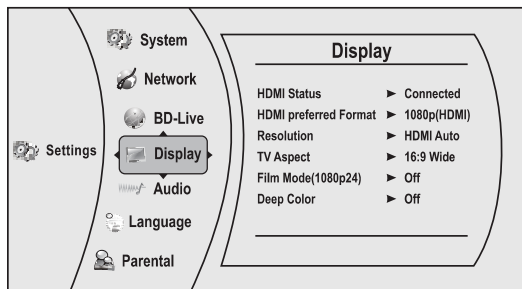 Settings
System
Network
BD-Live
Display
Audio
Language
Parental
Display
HDMI Status ► Connected
HDMI preferred Format ► 1080p(HDMI)
Resolution ► HDMI Auto
TV Aspect ► 16:9 Wide
Film Mode(1080p24) ► Off
Deep Color ► Off